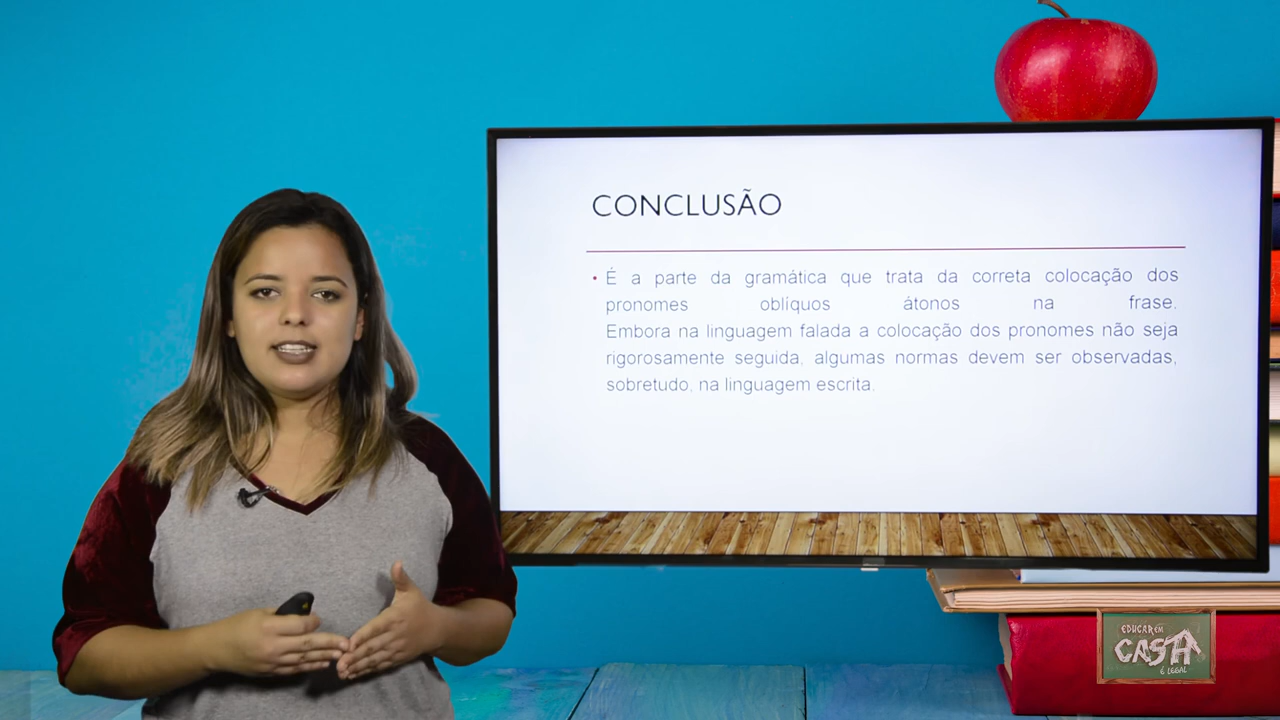 CONCLUSÃO
• É a parte da gramática que trata da correta colocação dos
pronomes oblíquos átonos na frase.
Embora na linguagem falada a colocação dos pronomes não seja
rigorosamente seguida, algumas normas devem ser observadas,
sobretudo, na linguagem escrita.
EDUCAR EM
CASA
É LEGAL